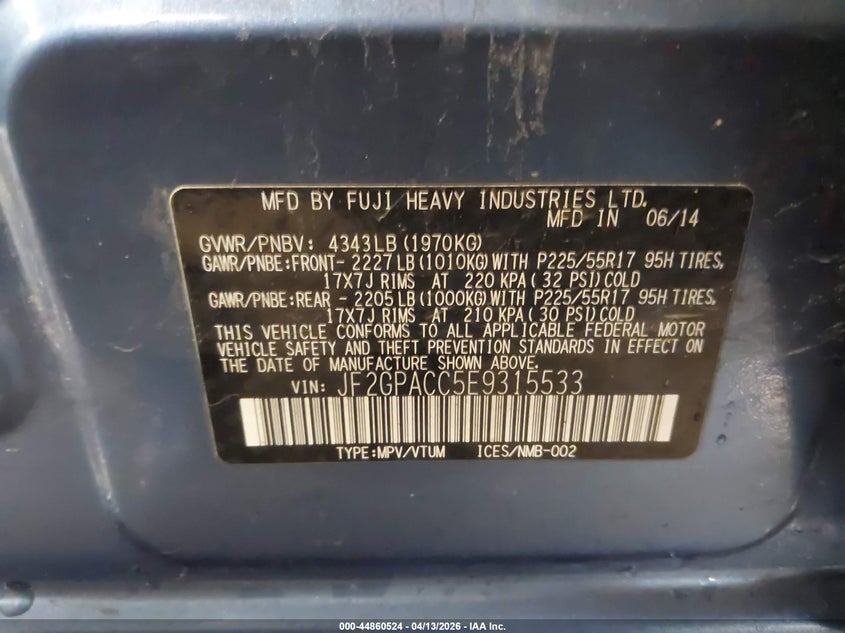 MFD BY FUJI HEAVY INDUSTRIES LTD.
MFD IN 06/14
GVWR/PNBV: 4343LB (1970KG)
GAWR/PNBE:FRONT- 2227LB (1010KG)WITH P225/55R17 95H TIRES,
17X7J RIMS AT 220 KPA( 32 PSI)COLD
GAWR/PNBE:REAR - 2205LB (1000KG)WITH P225/55R17 95H TIRES,
17X7J RIMS AT 210 KPA( 30 PSI)COLD
THIS VEHICLE CONFORMS TO ALL APPLICABLE FEDERAL MOTOR
VEHICLE SAFETY AND THEFT PREVENTION STANDARDS IN EFFECT ON
THE DATE OF MANUFACTURE SHOWN ABOVE.
VIN: JF2GPACC5E9315533
TYPE:MPV/VTUM ICES/NMB-002
000-44860524 - 04/13/2026 - IAA Inc.